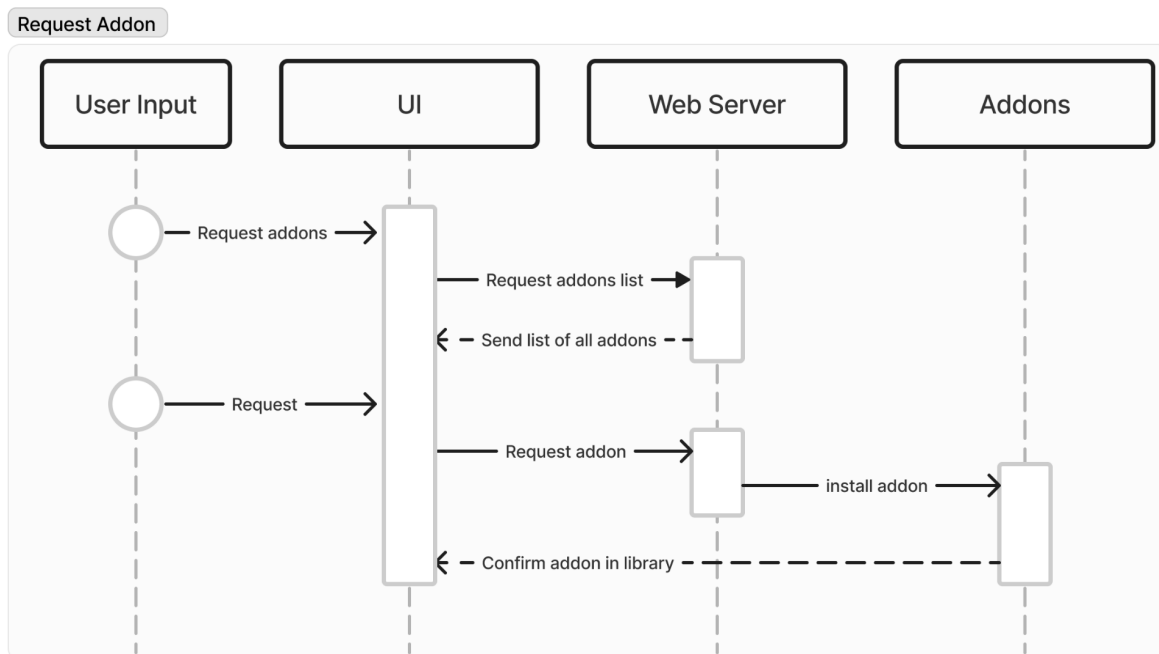 Request Addon
User Input
UI
Web Server
Addons
Request addons
Request addons list
Send list of all addons
Request
Request addon
install addon
Confirm addon in library